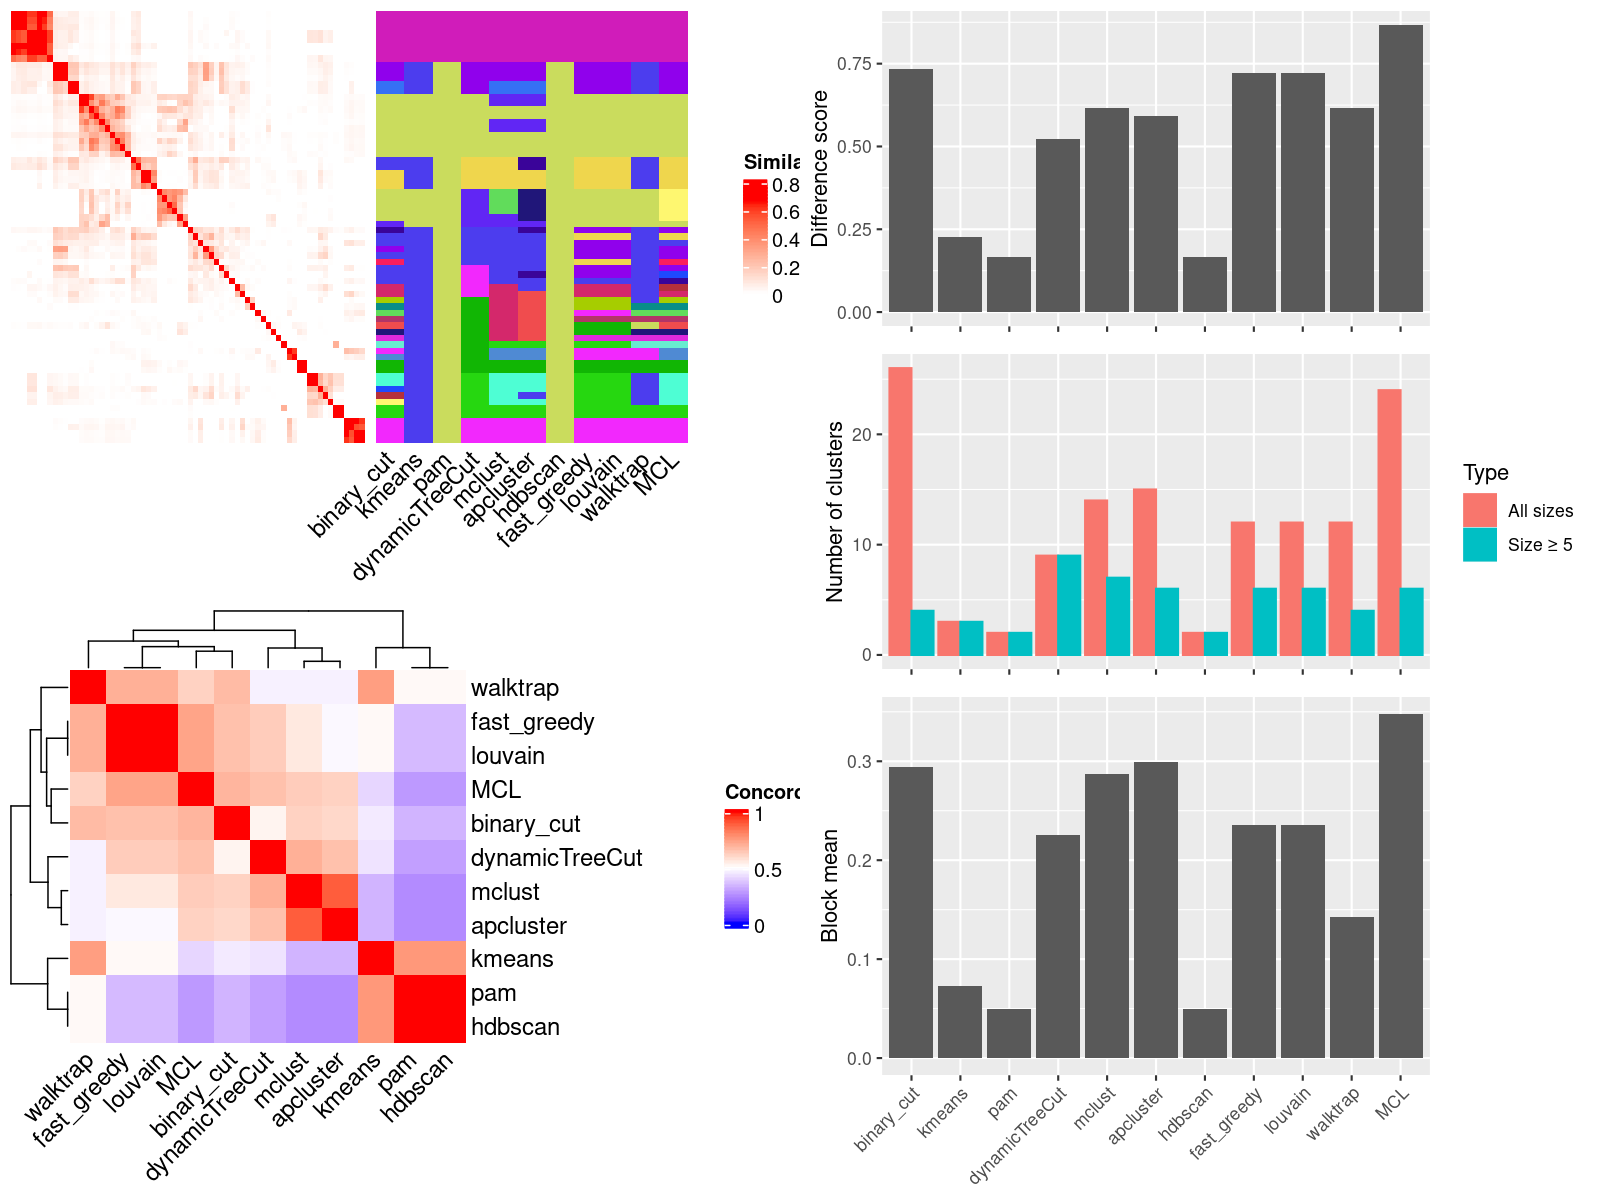 Simila
0.8
0.6
0.4
0.2
0
binary_cut
kmeans
pam
dynamicTreeCut
mclust
apcluster
hdbscan
fast_greedy
louvain
walktrap
MCL
walktrap
fast_greedy
louvain
MCL
binary_cut
dynamicTreeCut
mclust
apcluster
kmeans
pam
hdbscan
Concord
1
0.5
0
walktrap
fast_greedy
louvain
MCL
binary_cut
dynamicTreeCut
mclust
apcluster
kmeans
pam
hdbscan
Difference score
0.75
0.50
0.25
0.00
Number of clusters
20
10
0
Type
All sizes
Size ≥ 5
Block mean
0.3
0.2
0.1
0.0
binary_cut
kmeans
pam
dynamicTreeCut
mclust
apcluster
hdbscan
fast_greedy
louvain
walktrap
MCL